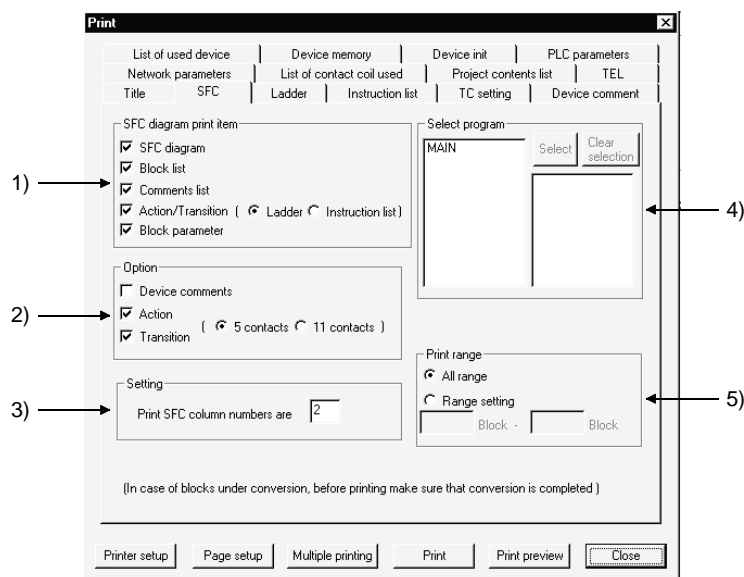 Print
List of used device Device memory Device init PLC parameters
Network parameters List of contact coil used Project contents list TEL
Title SFC Ladder Instruction list TC setting Device comment
SFC diagram print item
SFC diagram
Block list
1)
Comments list
Action/Transition ( Ladder Instruction list )
Block parameter
Select program
MAIN
Select
Clear
selection
4)
Option
Device comments
2)
Action
( 5 contacts 11 contacts )
Transition
Setting
3)
Print SFC column numbers are 2
Print range
All range
Range setting
5)
Block - Block
(In case of blocks under conversion, before printing make sure that conversion is completed )
Printer setup Page setup Multiple printing Print Print preview Close